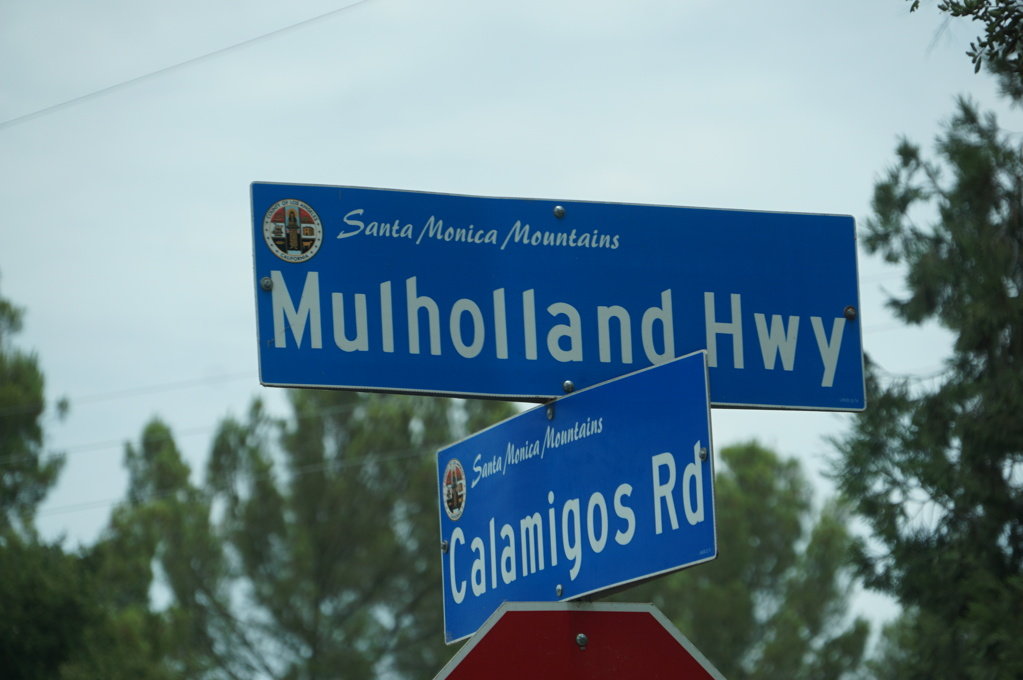 Santa Monica Mountains
Mulholland Hwy
Santa Monica Mountains
Calamigos Rd